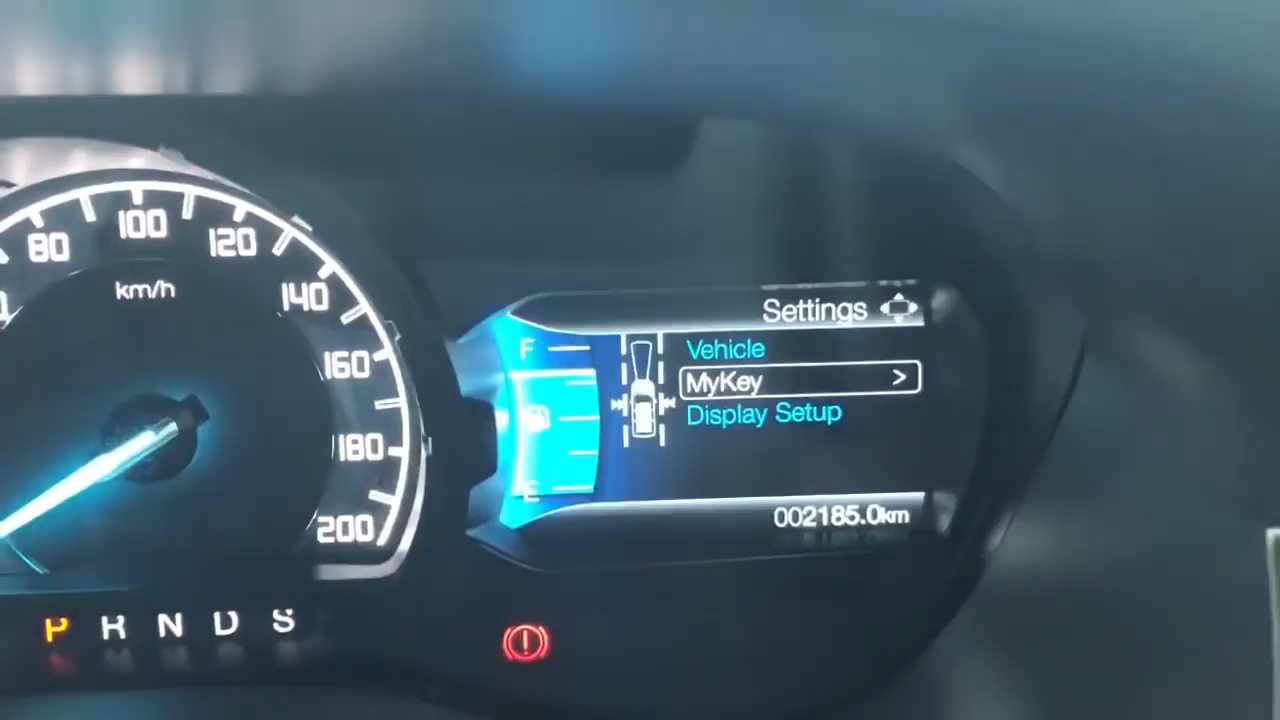 80
100
120
140
160
180
200
km/h
F
E
Settings
Vehicle
MyKey >
Display Setup
002185.0km
P R N D S